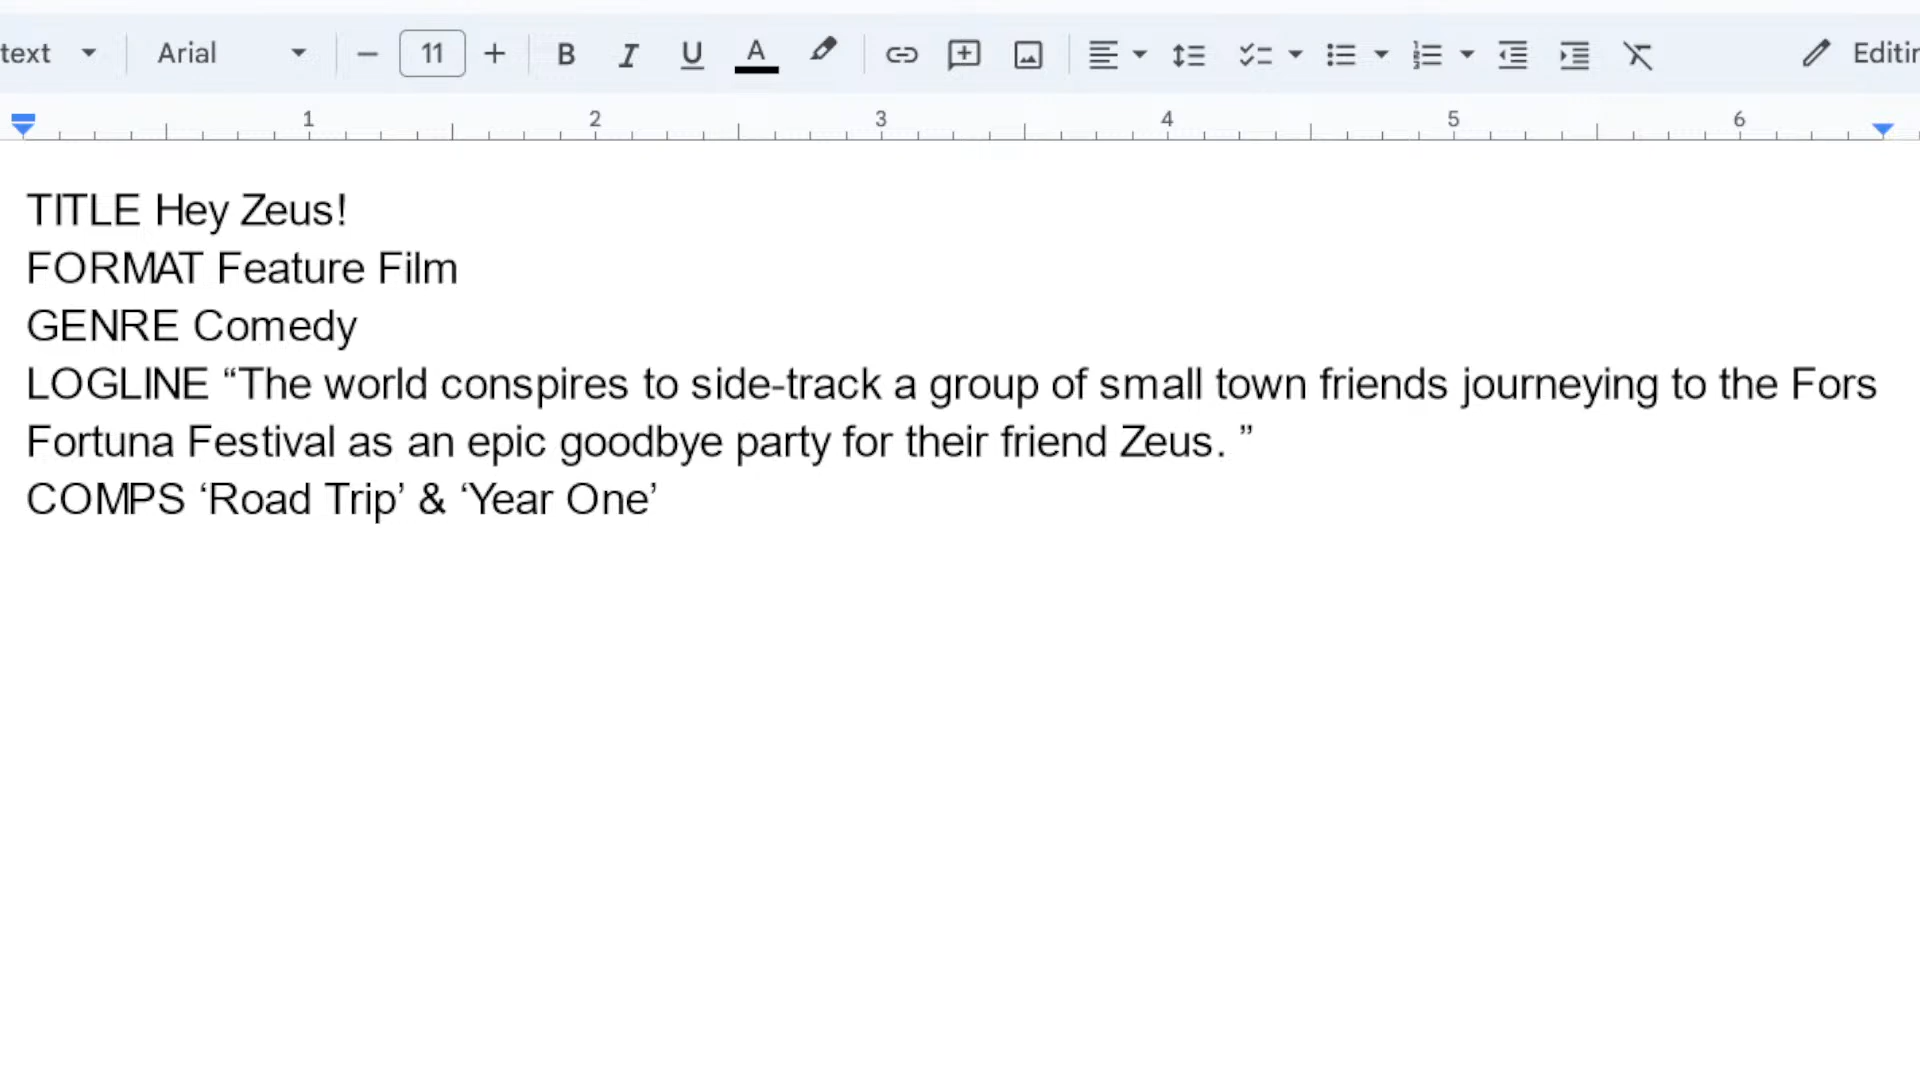 text Arial 11 B I U A Editin
1 2 3 4 5 6
TITLE Hey Zeus!
FORMAT Feature Film
GENRE Comedy
LOGLINE “The world conspires to side-track a group of small town friends journeying to the Fors
Fortuna Festival as an epic goodbye party for their friend Zeus. ”
COMPS ‘Road Trip’ & ‘Year One’